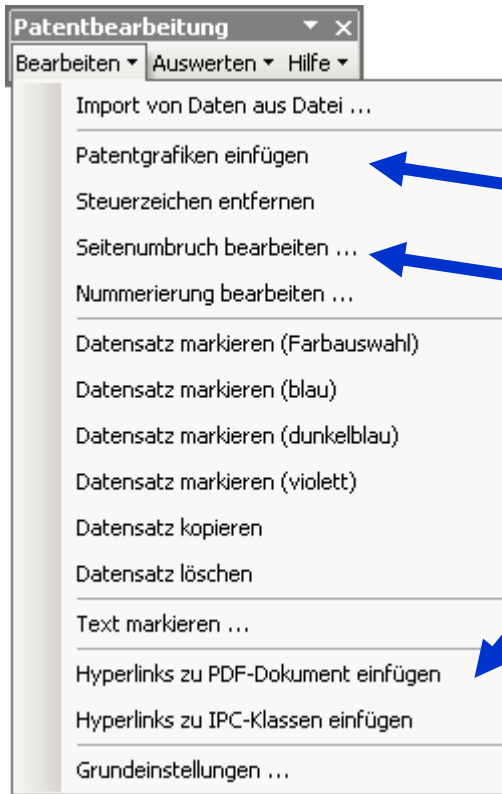 Patentbearbeitung
Bearbeiten Auswerten Hilfe
Import von Daten aus Datei ...
Patentgrafiken einfügen
Steuerzeichen entfernen
Seitenumbruch bearbeiten ...
Nummerierung bearbeiten ...
Datensatz markieren (Farbauswahl)
Datensatz markieren (blau)
Datensatz markieren (dunkelblau)
Datensatz markieren (violett)
Datensatz kopieren
Datensatz löschen
Text markieren ...
Hyperlinks zu PDF-Dokument einfügen
Hyperlinks zu IPC-Klassen einfügen
Grundeinstellungen ...